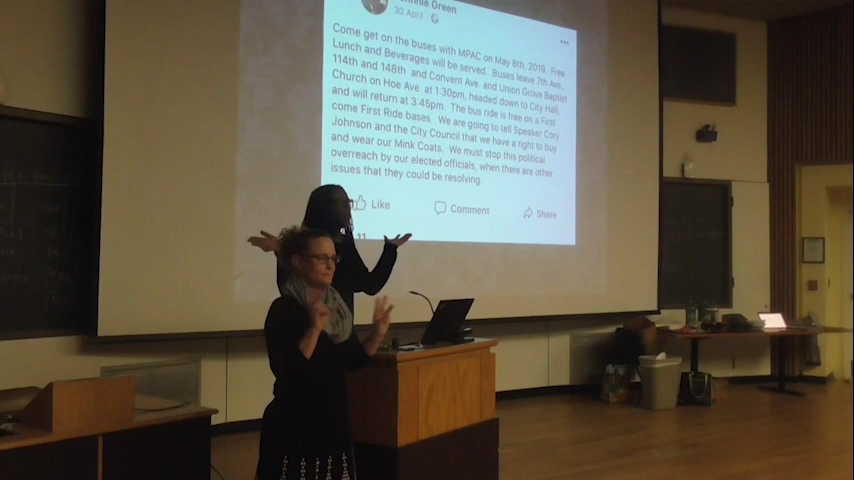 nnie Green
30 April
Come get on the buses with MPAC on May 8th, 2019. Free
Lunch and Beverages will be served. Buses leave 7th Ave.,
114th and 148th and Convent Ave. and Union Grove Baptist
Church on Hoe Ave. at 1:30pm, headed down to City Hall,
and will return at 3:45pm. The bus ride is free on a First
come First Ride bases. We are going to tell Speaker Cory
Johnson and the City Council that we have a right to buy
and wear our Mink Coats. We must stop this political
overreach by our elected officials, when there are other
issues that they could be resolving.
Like Comment Share
11